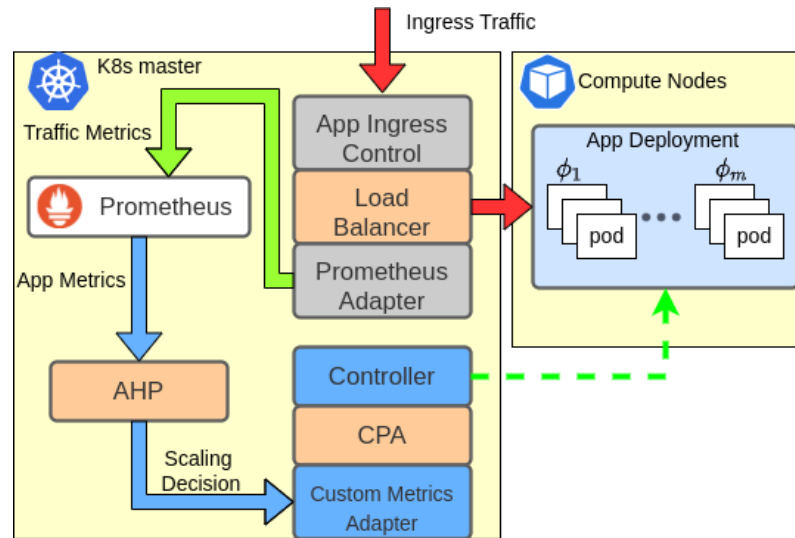 Ingress Traffic
K8s master
Traffic Metrics
App Ingress
Control
Load
Balancer
Prometheus
Adapter
Prometheus
App Metrics
AHP
Scaling
Decision
Controller
CPA
Custom Metrics
Adapter
Compute Nodes
App Deployment
ϕ₁
ϕₘ
pod
pod